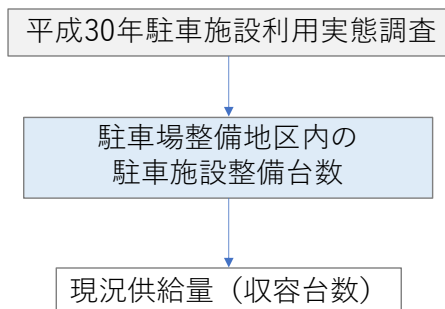 平成30年駐車施設利用実態調査
駐車場整備地区内の
駐車施設整備台数
現況供給量（収容台数）